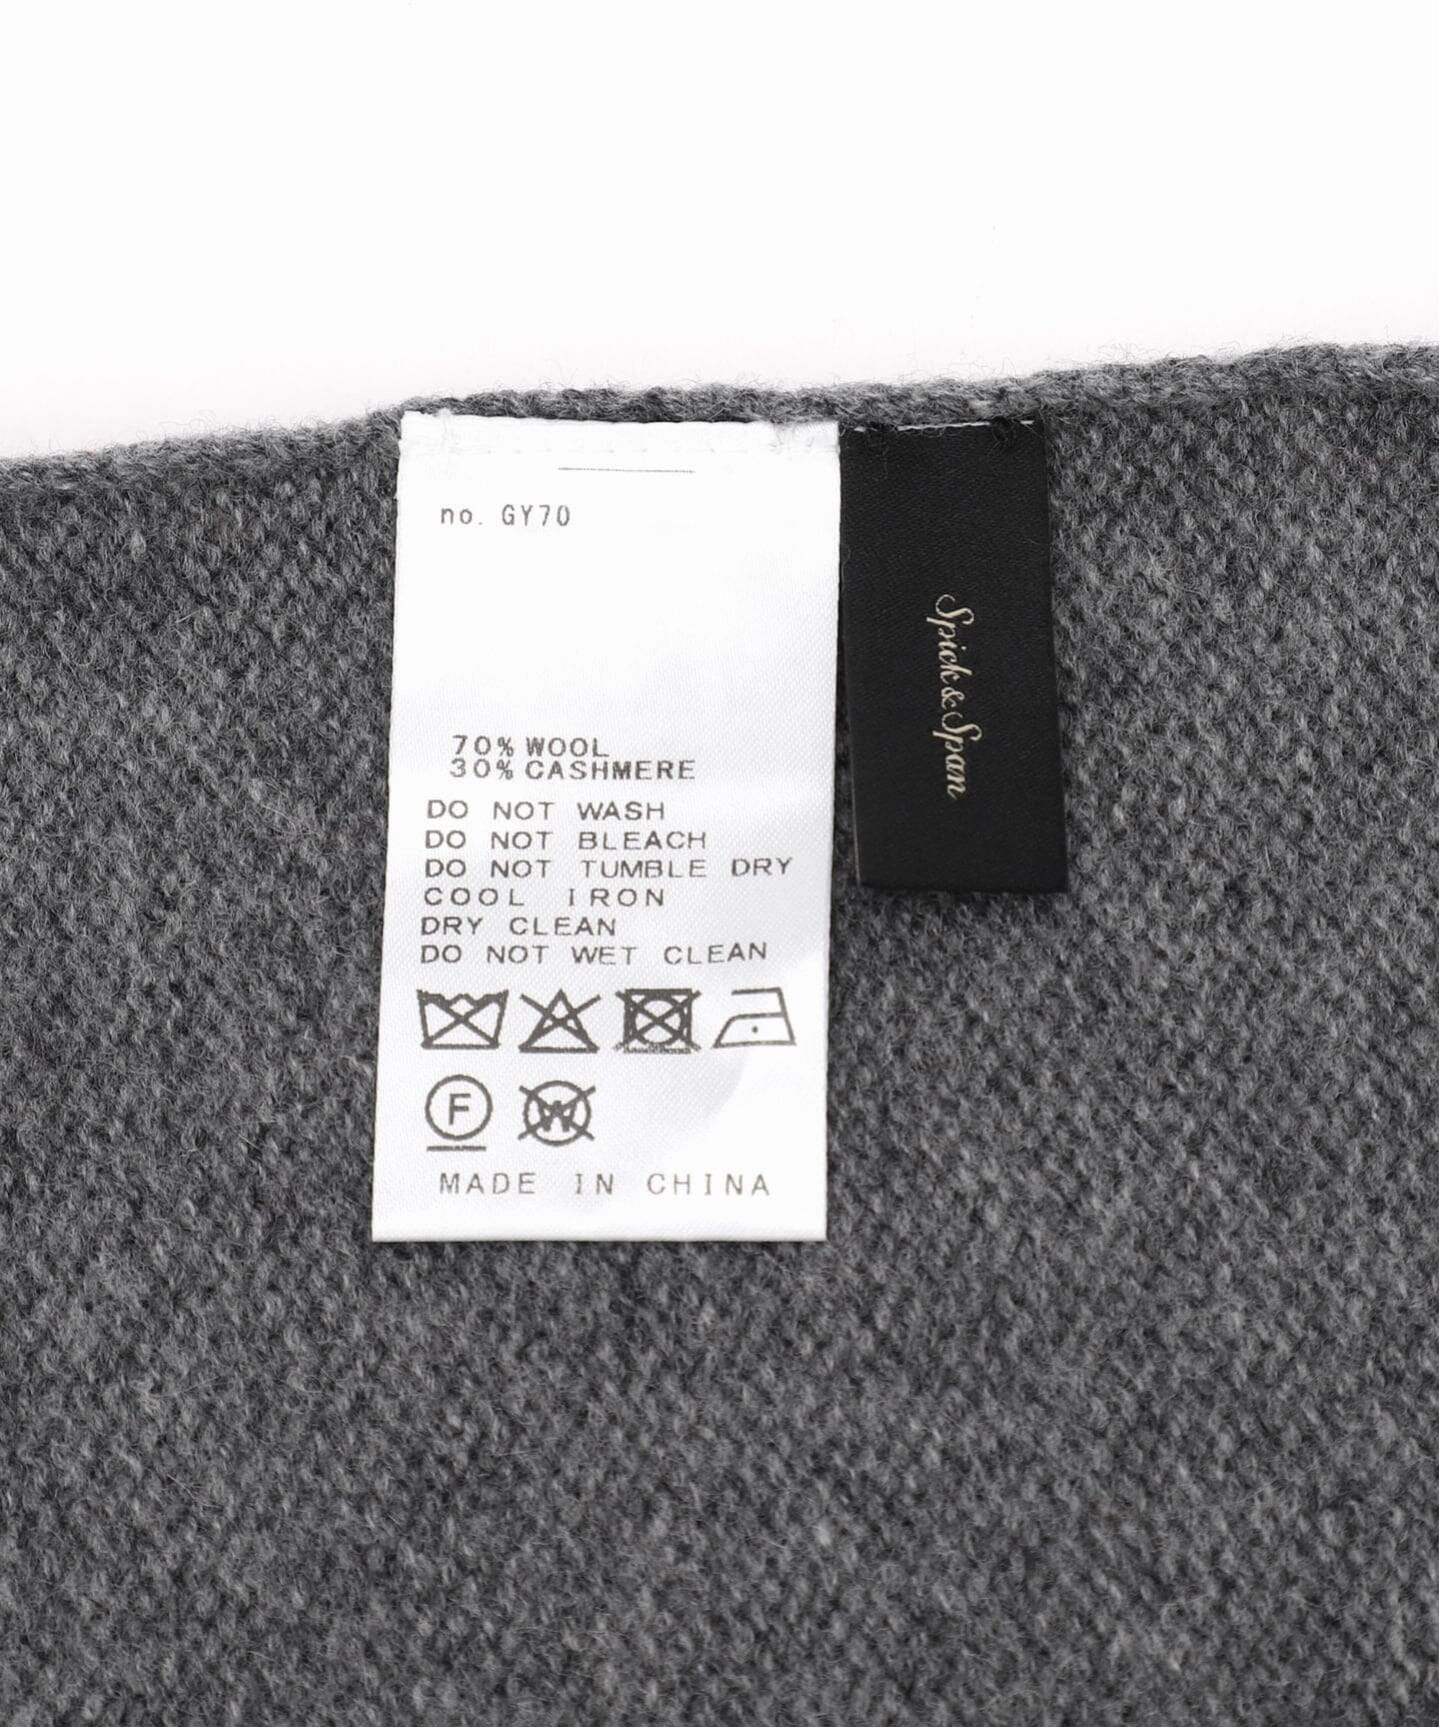 no. GY70
70% WOOL
30% CASHMERE
DO NOT WASH
DO NOT BLEACH
DO NOT TUMBLE DRY
COOL IRON
DRY CLEAN
DO NOT WET CLEAN
F
W
MADE IN CHINA
Spick&Span